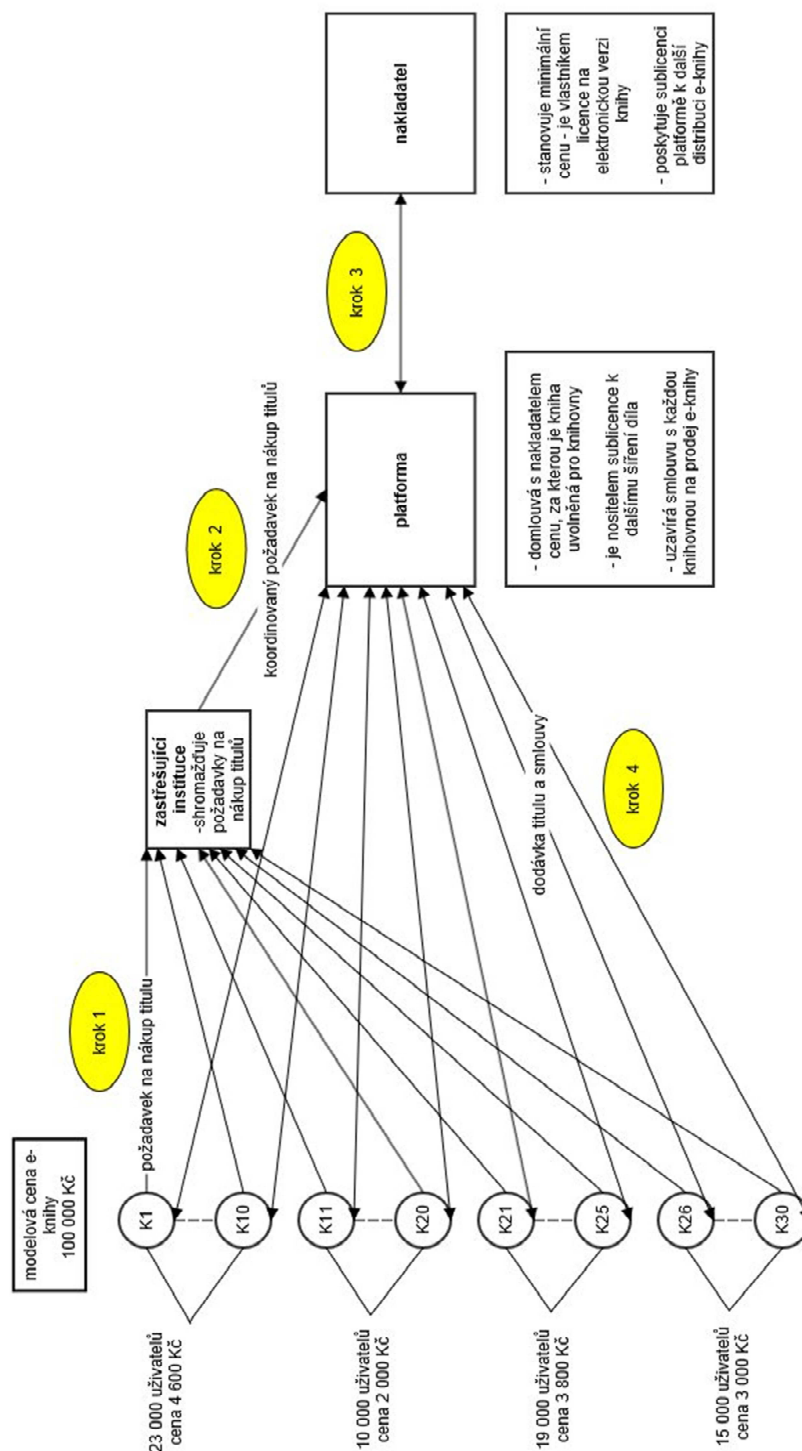 modelová cena e-
knihy
100 000 Kč
krok 1
požadavek na nákup titulu
K1
K10
K11
K20
K21
K25
K26
K30
23 000 uživatelů
cena 4 600 Kč
10 000 uživatelů
cena 2 000 Kč
19 000 uživatelů
cena 3 800 Kč
15 000 uživatelů
cena 3 000 Kč
zastřešující
instituce
-shromažďuje
požadavky na
nákup titulů
krok 2
koordinovaný požadavek na nákup titulů
dodávka titulu a smlouvy
krok 4
platforma
- domlouvá s nakladatelem
cenu, za kterou je kniha
uvolněná pro knihovny
- je nositelem sublicence k
dalšímu šíření díla
- uzavírá smlouvu s každou
knihovnou na prodej e-knihy
krok 3
nakladatel
- stanovuje minimální
cenu - je vlastníkem
licence na
elektronickou verzi
knihy
- poskytuje sublicenci
platformě k další
distribuci e-knihy